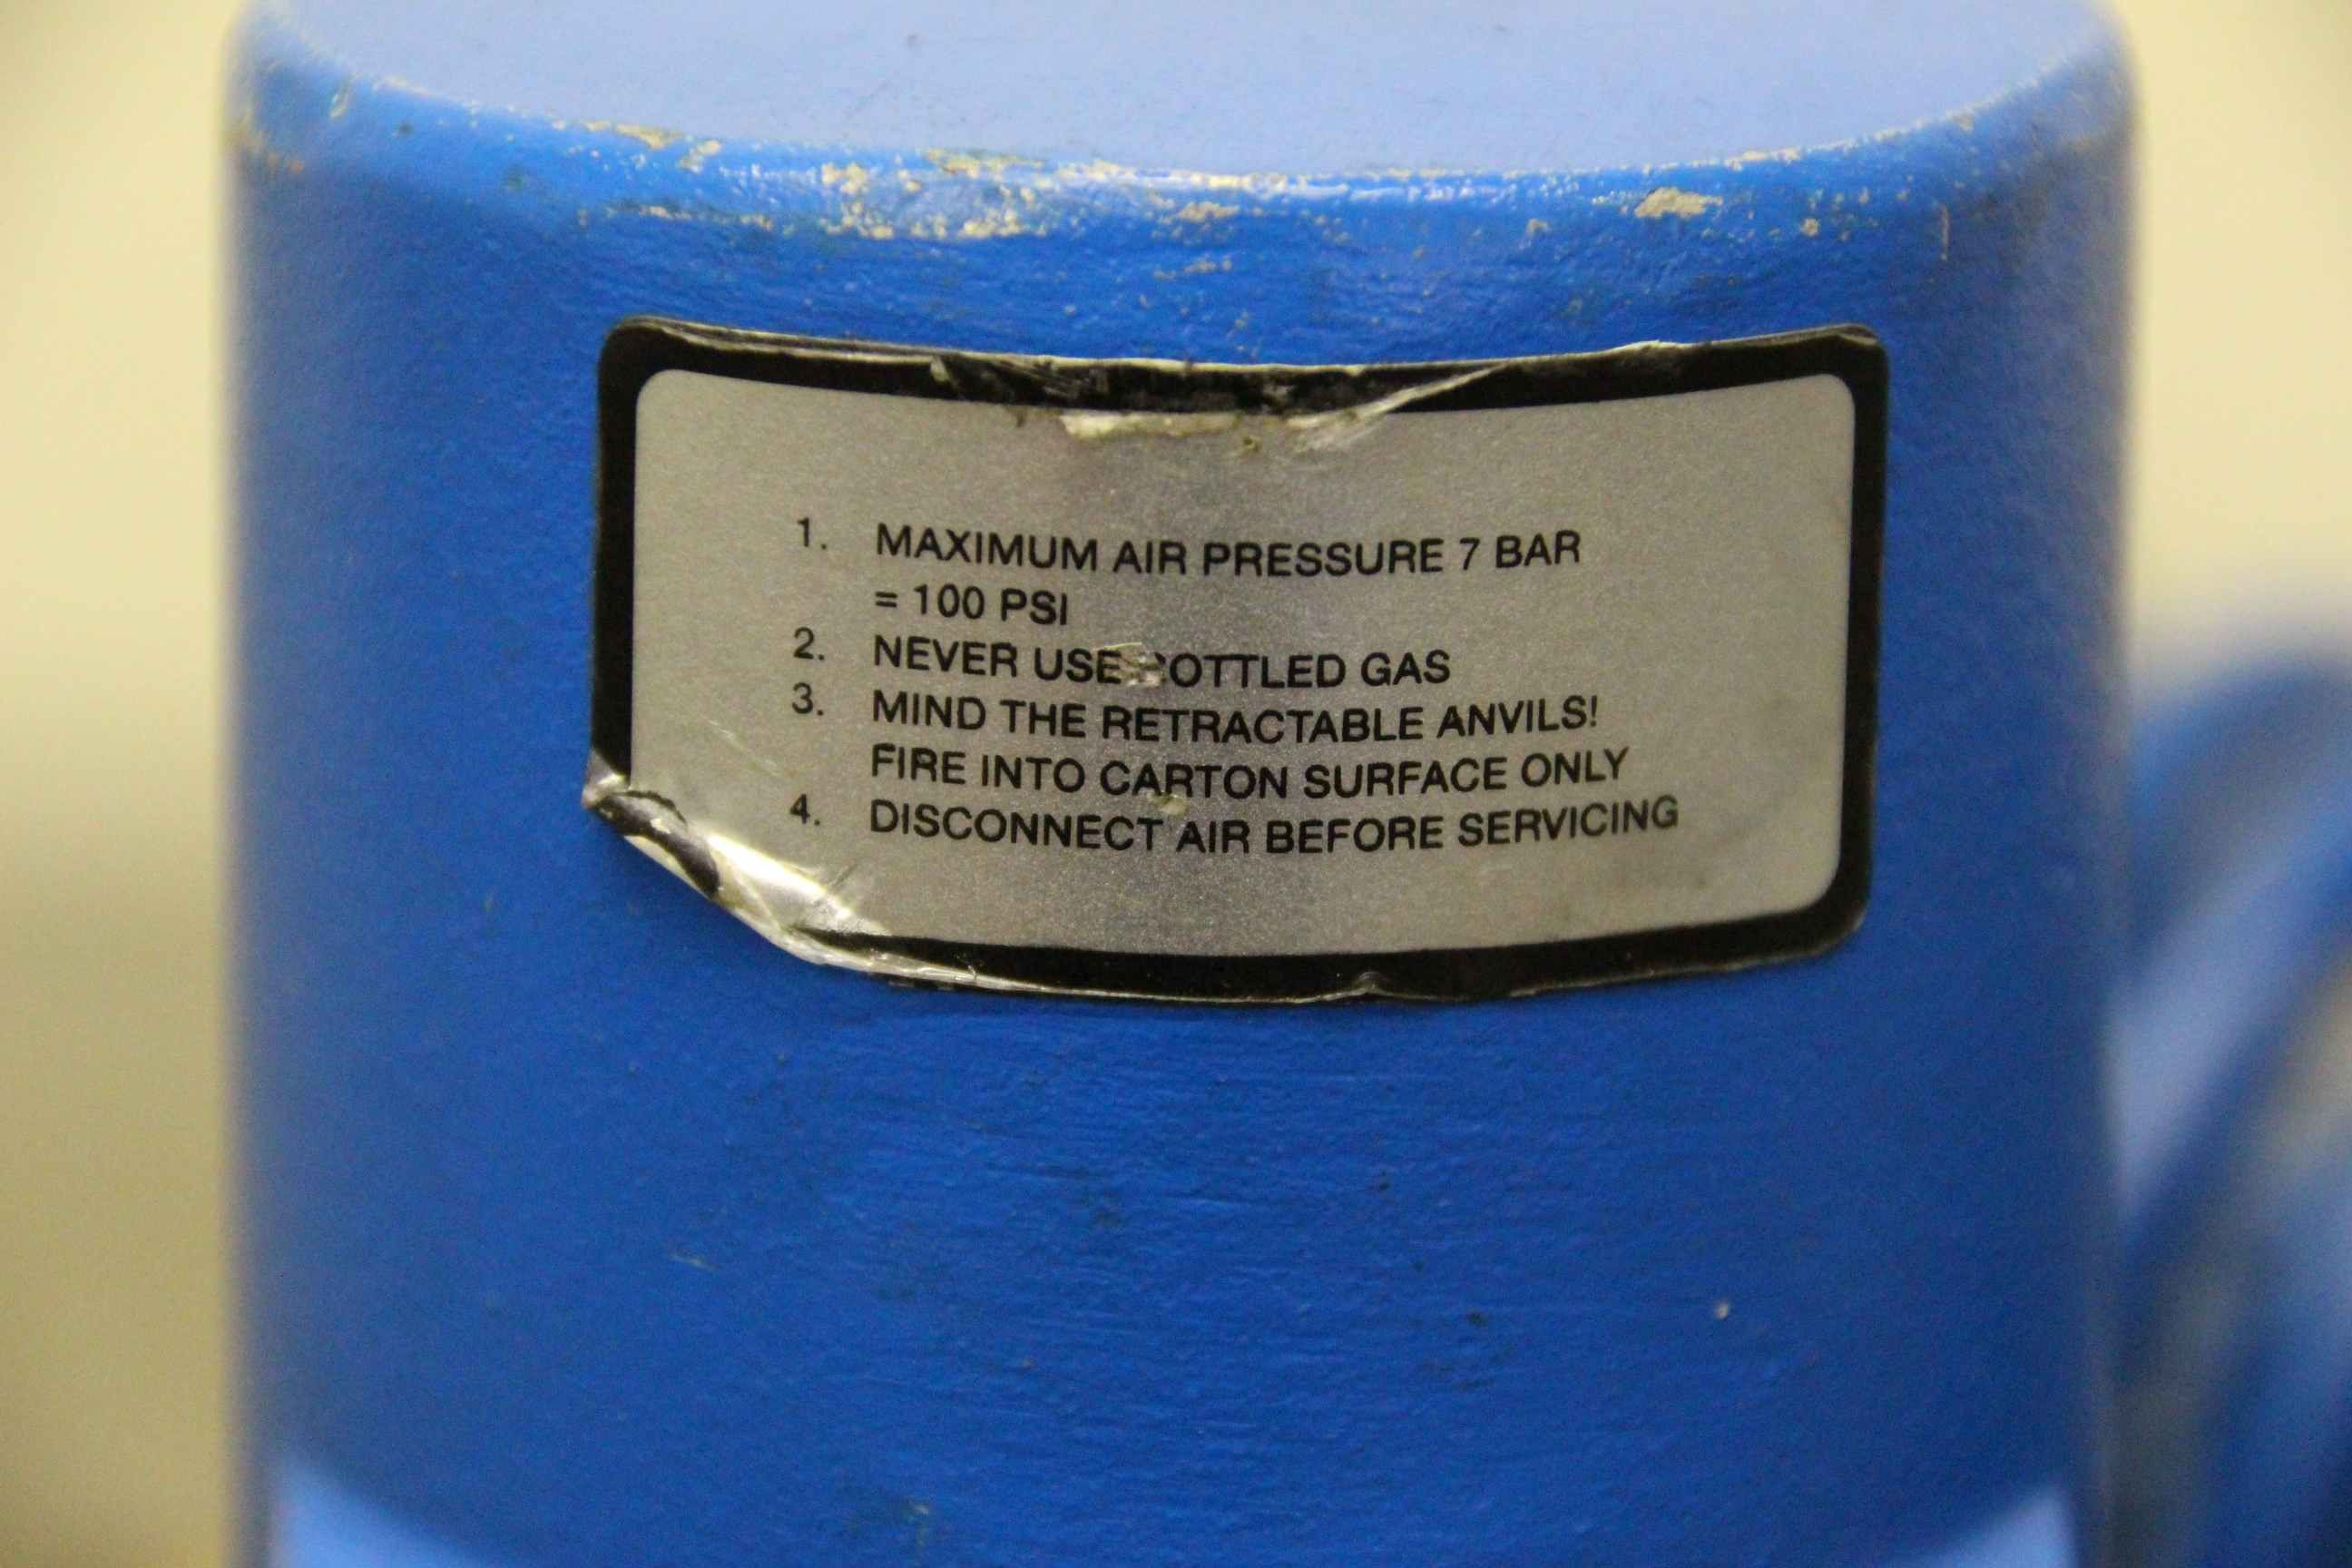 1. MAXIMUM AIR PRESSURE 7 BAR
= 100 PSI
2. NEVER USE BOTTLED GAS
3. MIND THE RETRACTABLE ANVILS!
FIRE INTO CARTON SURFACE ONLY
4. DISCONNECT AIR BEFORE SERVICING